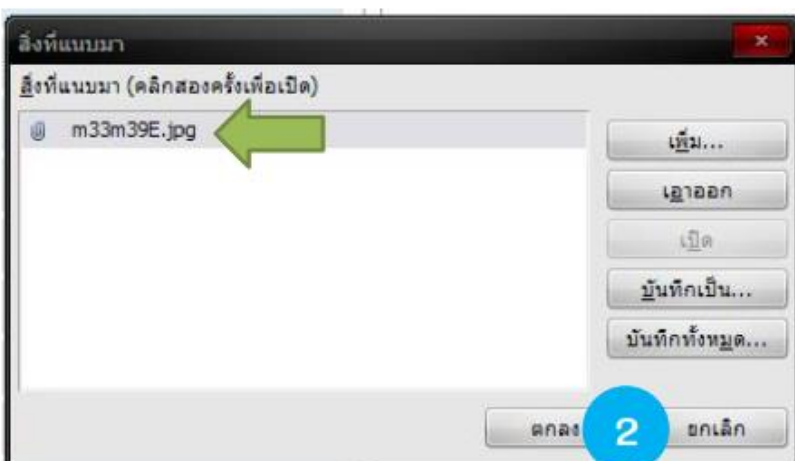 สิ่งที่แนบมา
สิ่งที่แนบมา (คลิกสองครั้งเพื่อเปิด)
m33m39E.jpg
เพิ่ม...
เอาออก
เปิด
บันทึกเป็น...
บันทึกทั้งหมด...
ตกลง
2
ยกเลิก